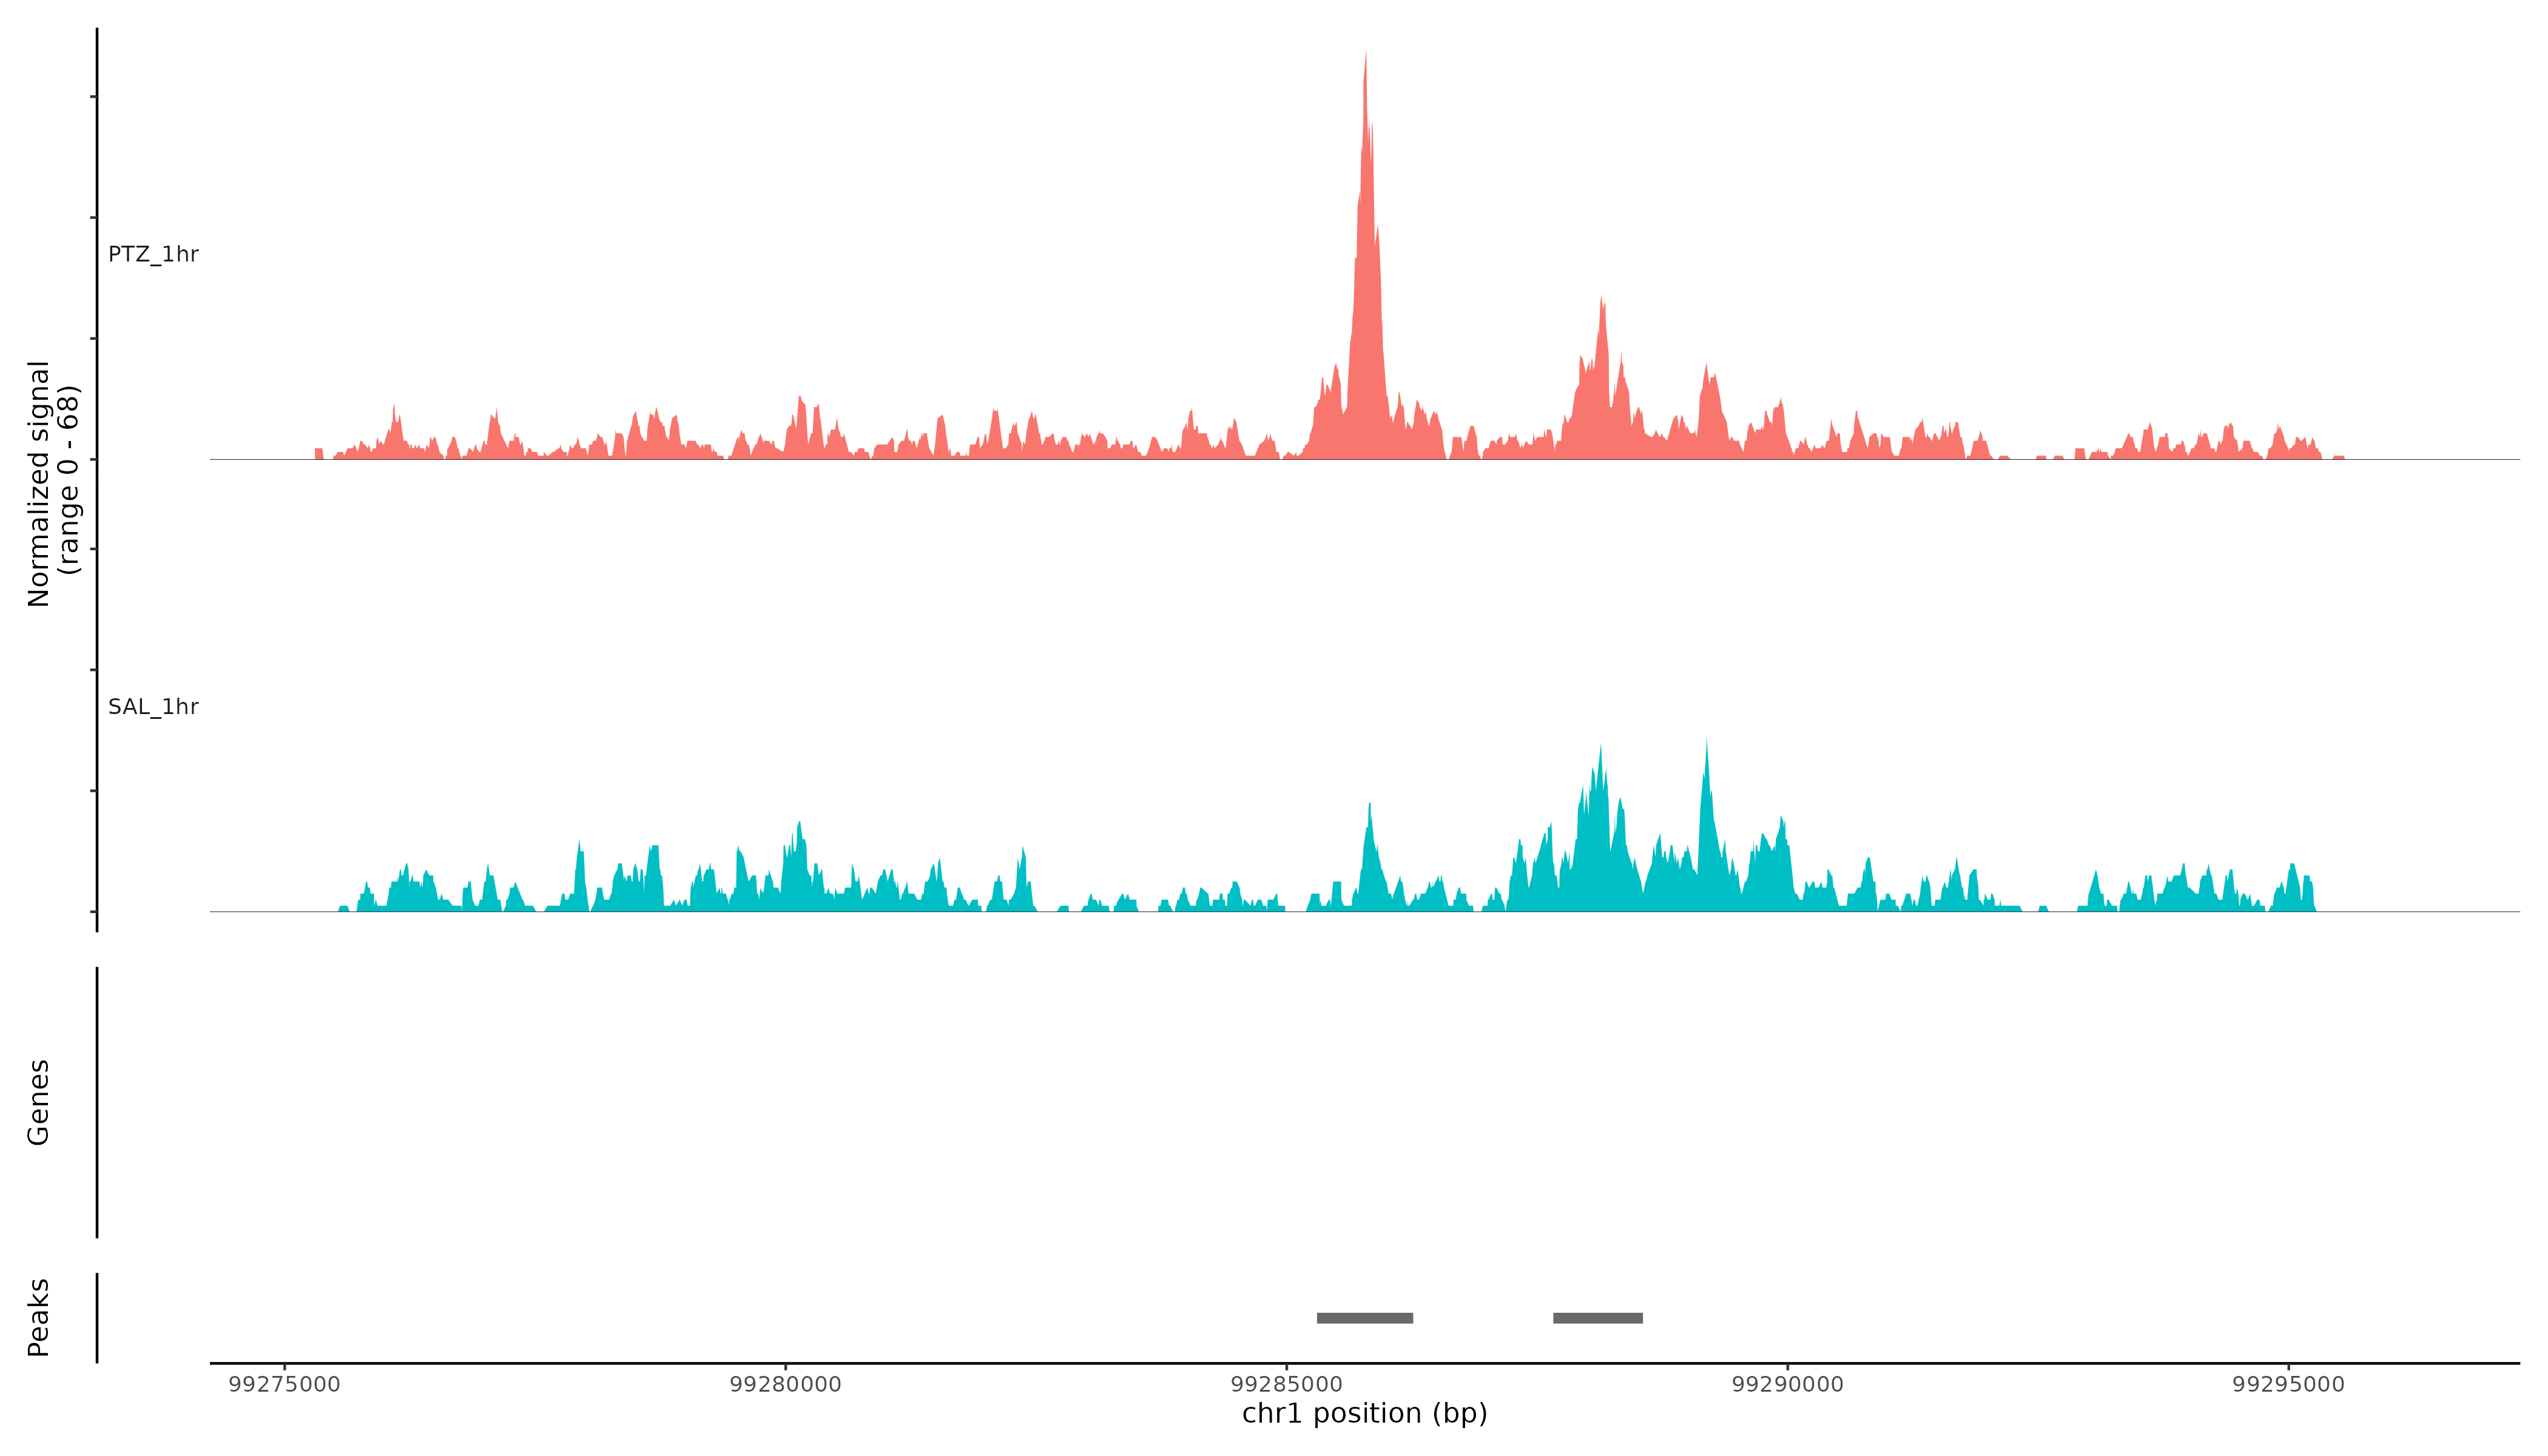 Normalized signal
(range 0 - 68)
PTZ_1hr
SAL_1hr
Genes
Peaks
99275000
99280000
99285000
99290000
99295000
chr1 position (bp)